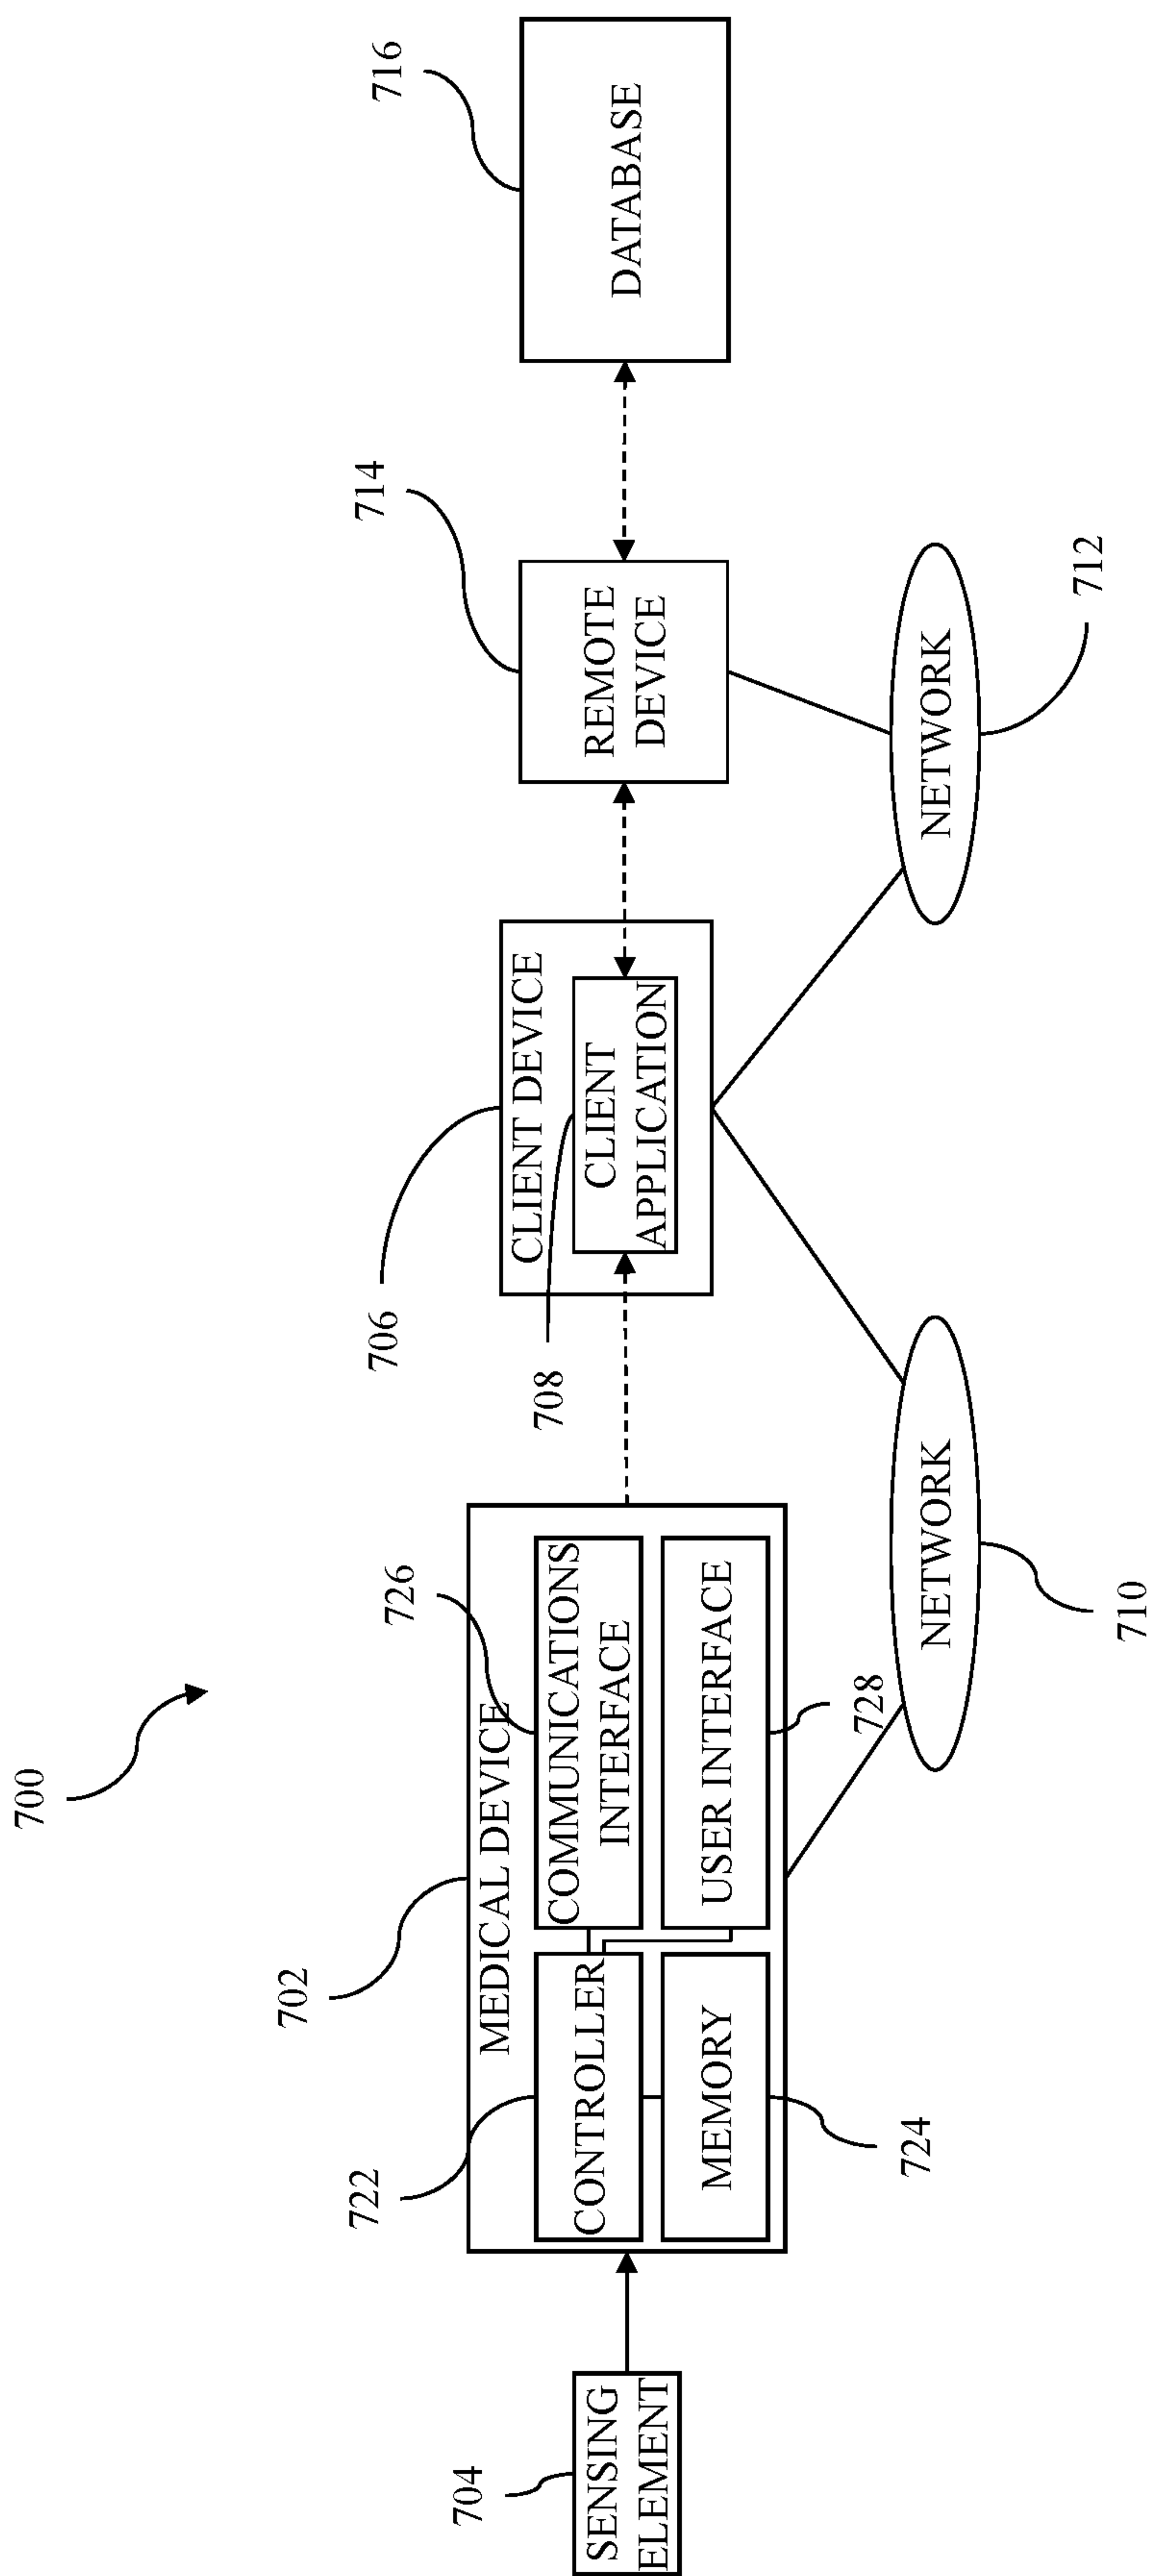 700
702
MEDICAL DEVICE
722
CONTROLLER
726
COMMUNICATIONS
INTERFACE
MEMORY
724
USER INTERFACE
728
704
SENSING
ELEMENT
706
CLIENT DEVICE
708
CLIENT
APPLICATION
714
REMOTE
DEVICE
716
DATABASE
NETWORK
710
NETWORK
712